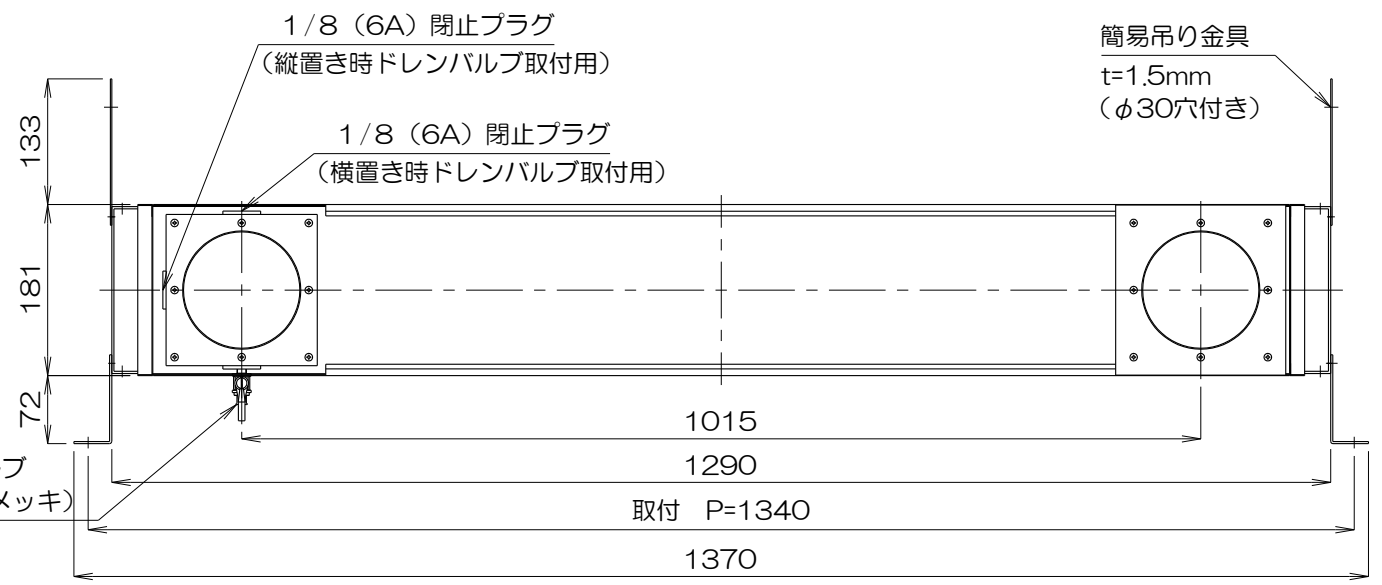 1/8（6A）閉止プラグ
（縦置き時ドレンバルブ取付用）
簡易吊り金具
t=1.5mm
（φ30穴付き）
1/8（6A）閉止プラグ
（横置き時ドレンバルブ取付用）
133
181
72
1015
1290
メッキ）
取付　P=1340
1370